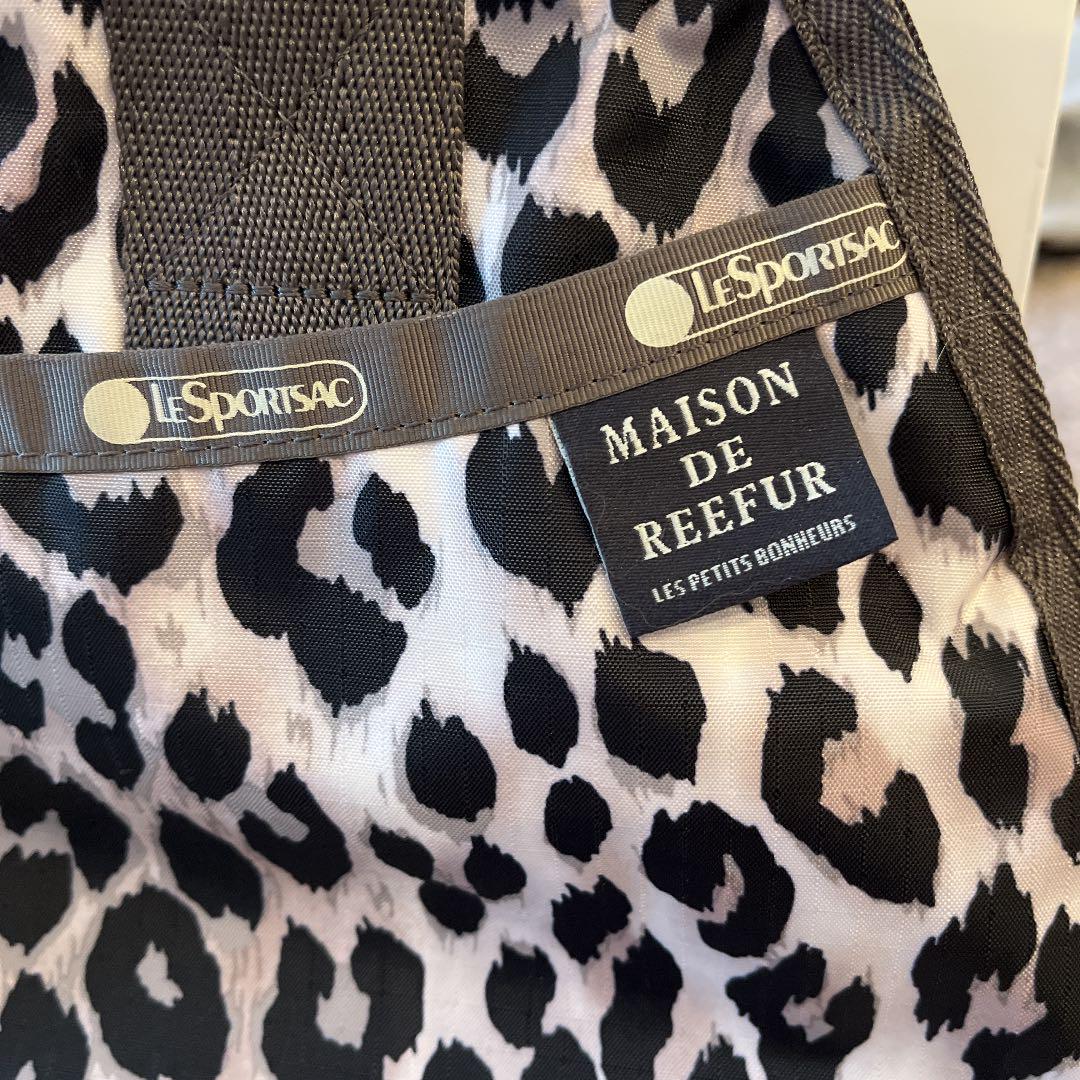 LESPORTSAC
LESPORTSAC
MAISON
DE
REEFUR
LES PETITS BONHEURS